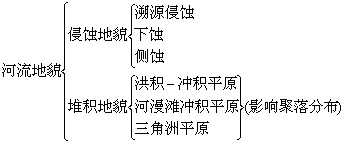 河流地貌
侵蚀地貌
溯源侵蚀
下蚀
侧蚀
堆积地貌
洪积－冲积平原
河漫滩冲积平原
三角洲平原
(影响聚落分布)